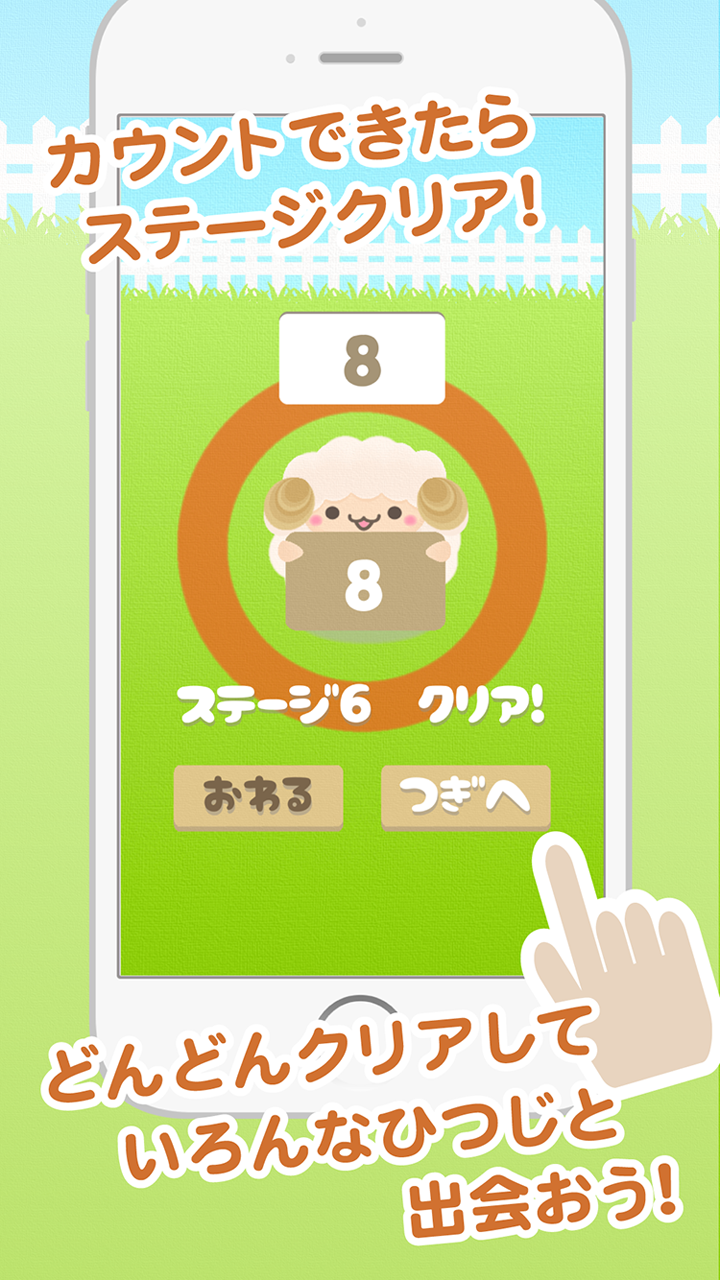 カウントできたら
ステージクリア!
8
8
ステージ6 クリア!
おわる
つぎへ
どんどんクリアして
いろんなひつじと
出会おう!